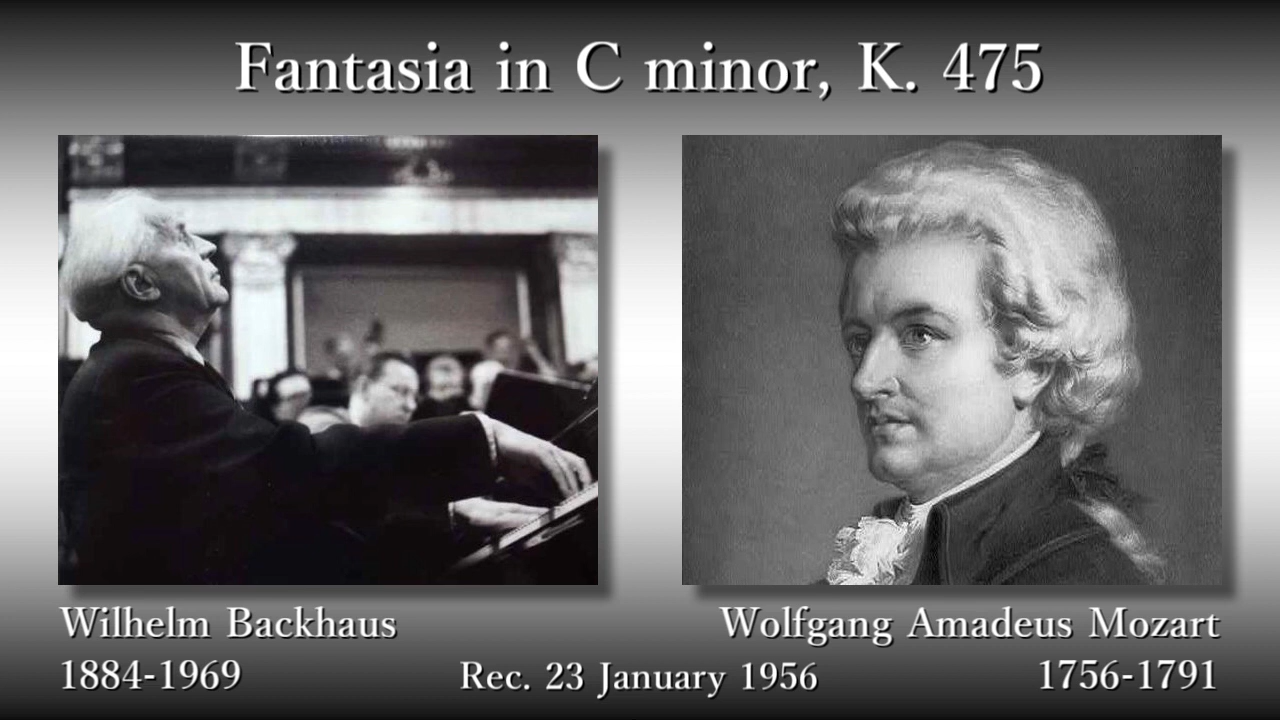 Fantasia in C minor, K. 475
Wilhelm Backhaus
1884-1969
Rec. 23 January 1956
Wolfgang Amadeus Mozart
1756-1791